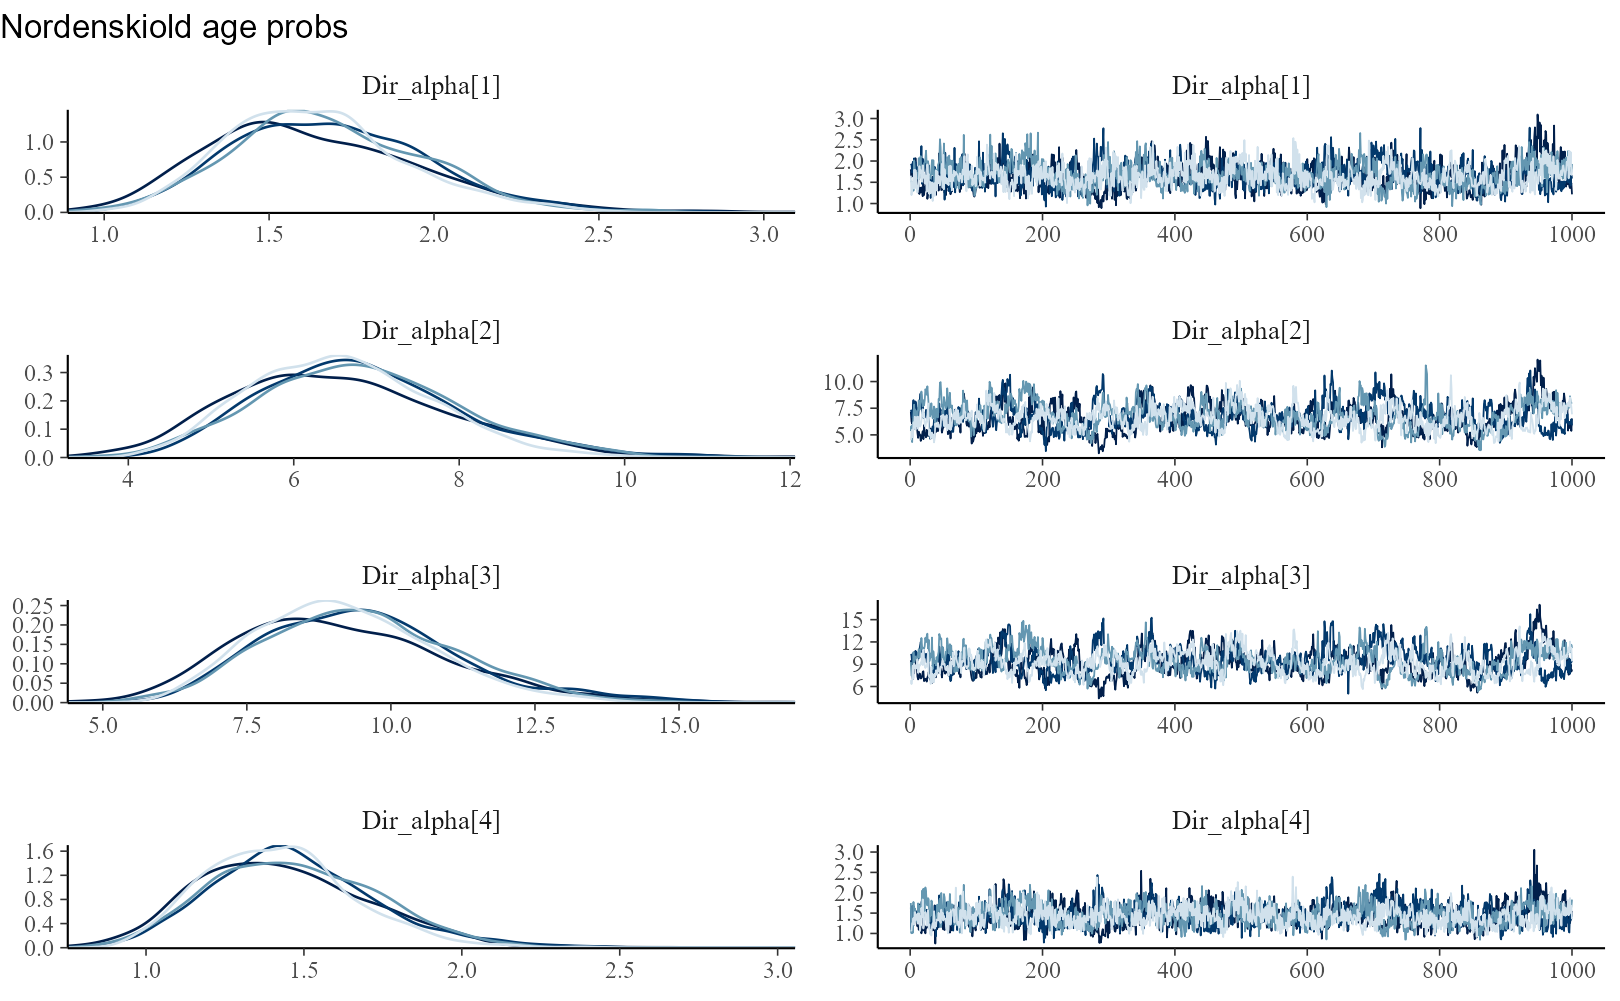 Nordenskiold age probs
Dir_alpha[1] Dir_alpha[1]
1.0
0.5
0.0
1.0 1.5 2.0 2.5 3.0
3.0
2.5
2.0
1.5
1.0
0 200 400 600 800 1000
Dir_alpha[2] Dir_alpha[2]
0.3
0.2
0.1
0.0
4 6 8 10 12
10.0
7.5
5.0
0 200 400 600 800 1000
Dir_alpha[3] Dir_alpha[3]
0.25
0.20
0.15
0.10
0.05
0.00
5.0 7.5 10.0 12.5 15.0
15
12
9
6
0 200 400 600 800 1000
Dir_alpha[4] Dir_alpha[4]
1.6
1.2
0.8
0.4
0.0
1.0 1.5 2.0 2.5 3.0
3.0
2.5
2.0
1.5
1.0
0 200 400 600 800 1000